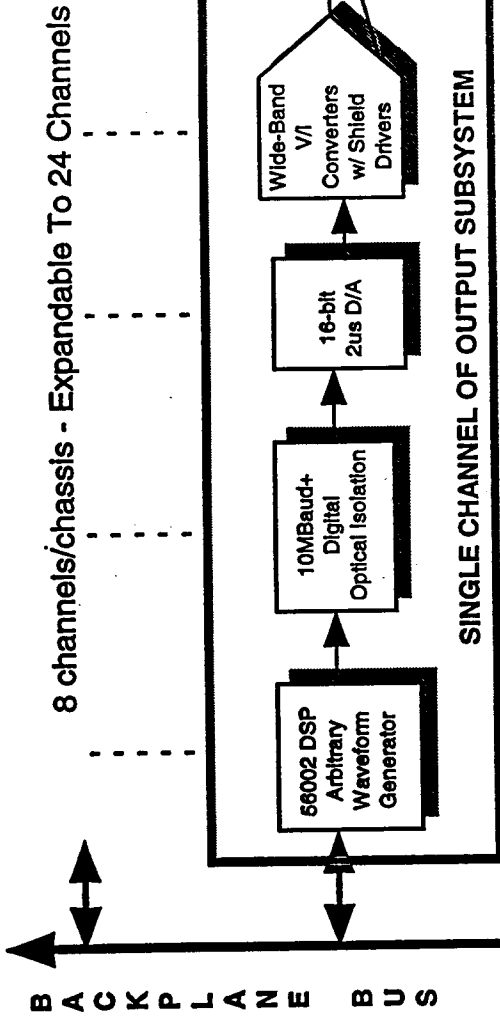 8 channels/chassis - Expandable To 24 Channels
BACKPLANE BUS
56002 DSP
Arbitrary
Waveform
Generator
10MBaud+
Digital
Optical Isolation
16-bit
2us D/A
Wide-Band
V/I
Converters
w/ Shield
Drivers
SINGLE CHANNEL OF OUTPUT SUBSYSTEM